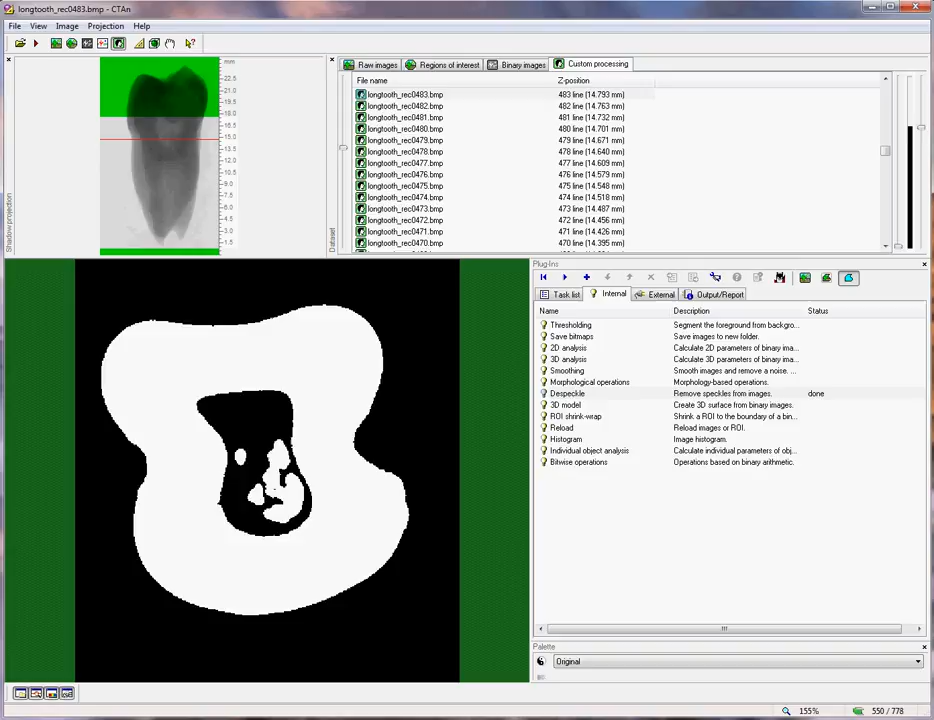 longtooth_rec0483.bmp - CTAn
File View Image Projection Help
Shadow projection
mm
22.5
21.0
19.5
18.0
16.5
15.0
13.5
12.0
10.5
9.0
7.5
6.0
4.5
3.0
1.5
Dataset
Raw images Regions of interest Binary images Custom processing
File name Z-position
longtooth_rec0483.bmp 483 line (14.793 mm)
longtooth_rec0482.bmp 482 line (14.763 mm)
longtooth_rec0481.bmp 481 line (14.732 mm)
longtooth_rec0480.bmp 480 line (14.701 mm)
longtooth_rec0479.bmp 479 line (14.671 mm)
longtooth_rec0478.bmp 478 line (14.640 mm)
longtooth_rec0477.bmp 477 line (14.609 mm)
longtooth_rec0476.bmp 476 line (14.579 mm)
longtooth_rec0475.bmp 475 line (14.548 mm)
longtooth_rec0474.bmp 474 line (14.518 mm)
longtooth_rec0473.bmp 473 line (14.487 mm)
longtooth_rec0472.bmp 472 line (14.456 mm)
longtooth_rec0471.bmp 471 line (14.426 mm)
longtooth_rec0470.bmp 470 line (14.395 mm)
Plug-Ins
Task list Internal External Output/Report
Name Description Status
Thresholding Segment the foreground from backgro...
Save bitmaps Save images to new folder.
2D analysis Calculate 2D parameters of binary ima...
3D analysis Calculate 3D parameters of binary ima...
Smoothing Smooth images and remove a noise. ...
Morphological operations Morphology-based operations.
Despeckle Remove speckles from images. done
3D model Create 3D surface from binary images.
ROI shrink-wrap Shrink a ROI to the boundary of a bin...
Reload Reload images or ROI.
Histogram Image histogram.
Individual object analysis Calculate individual parameters of obj...
Bitwise operations Operations based on binary arithmetic.
Palette
Original
155% 550 / 778